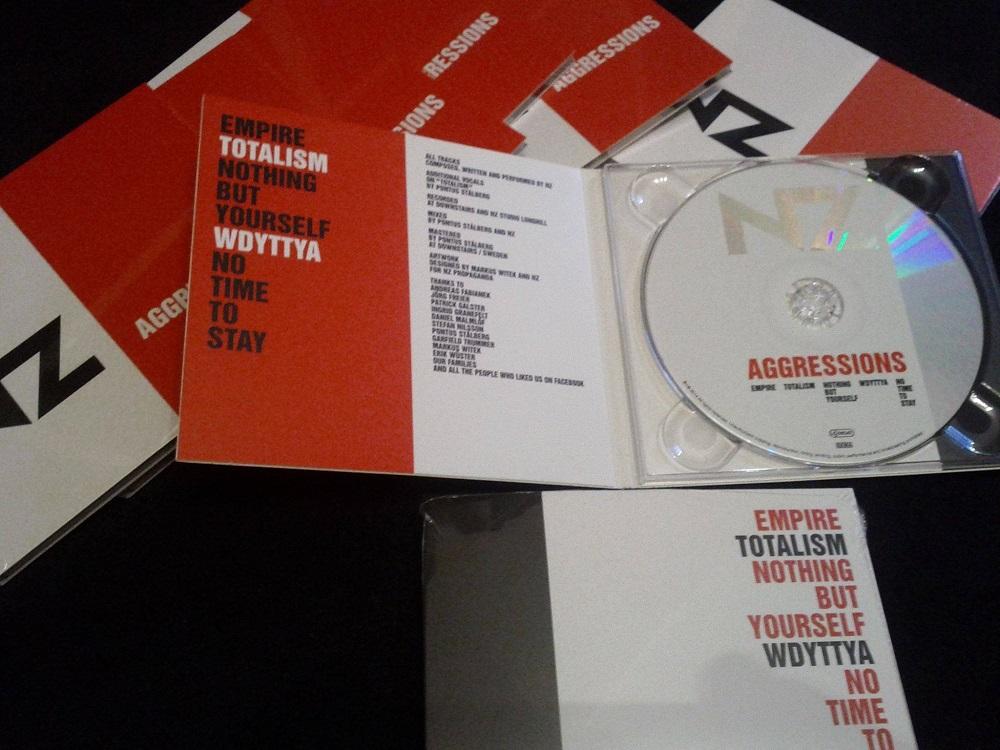 RESSIONS
IONS
AGGRESSIONS
AGGR
NZ
EMPIRE
TOTALISM
NOTHING
BUT
YOURSELF
WDYTTYA
NO
TIME
TO
STAY
ALL TRACKS
COMPOSED, WRITTEN AND PERFORMED BY NZ
ADDITIONAL VOCALS
ON "TOTALISM"
BY PONTUS STÅLBERG
RECORDED
AT DOWNSTAIRS AND NZ STUDIO
MIXED
BY PONTUS STÅLBERG AND NZ
MASTERED
BY PONTUS STÅLBERG
AT DOWNSTAIRS / SWEDEN
ARTWORK
DESIGNED BY MARKUS WITEK AND NZ
FOR NZ PROPAGANDA
THANKS TO
ANDREAS FABIANEK
JÖRG FREIER
PATRICK GALSTER
INGRID GRANEFELT
DANIEL MALMLÖF
STEFAN NILSSON
PONTUS STÅLBERG
GARFIELD TRUMMER
MARKUS WITEK
ERIK WÜSTER
OUR FAMILIES
AND ALL THE PEOPLE WHO LIKED US ON FACEBOOK
NZ
AGGRESSIONS
EMPIRE TOTALISM NOTHING WDYTTYA NO
BUT TIME
YOURSELF TO
STAY
EMPIRE
TOTALISM
NOTHING
BUT
YOURSELF
WDYTTYA
NO
TIME
TO